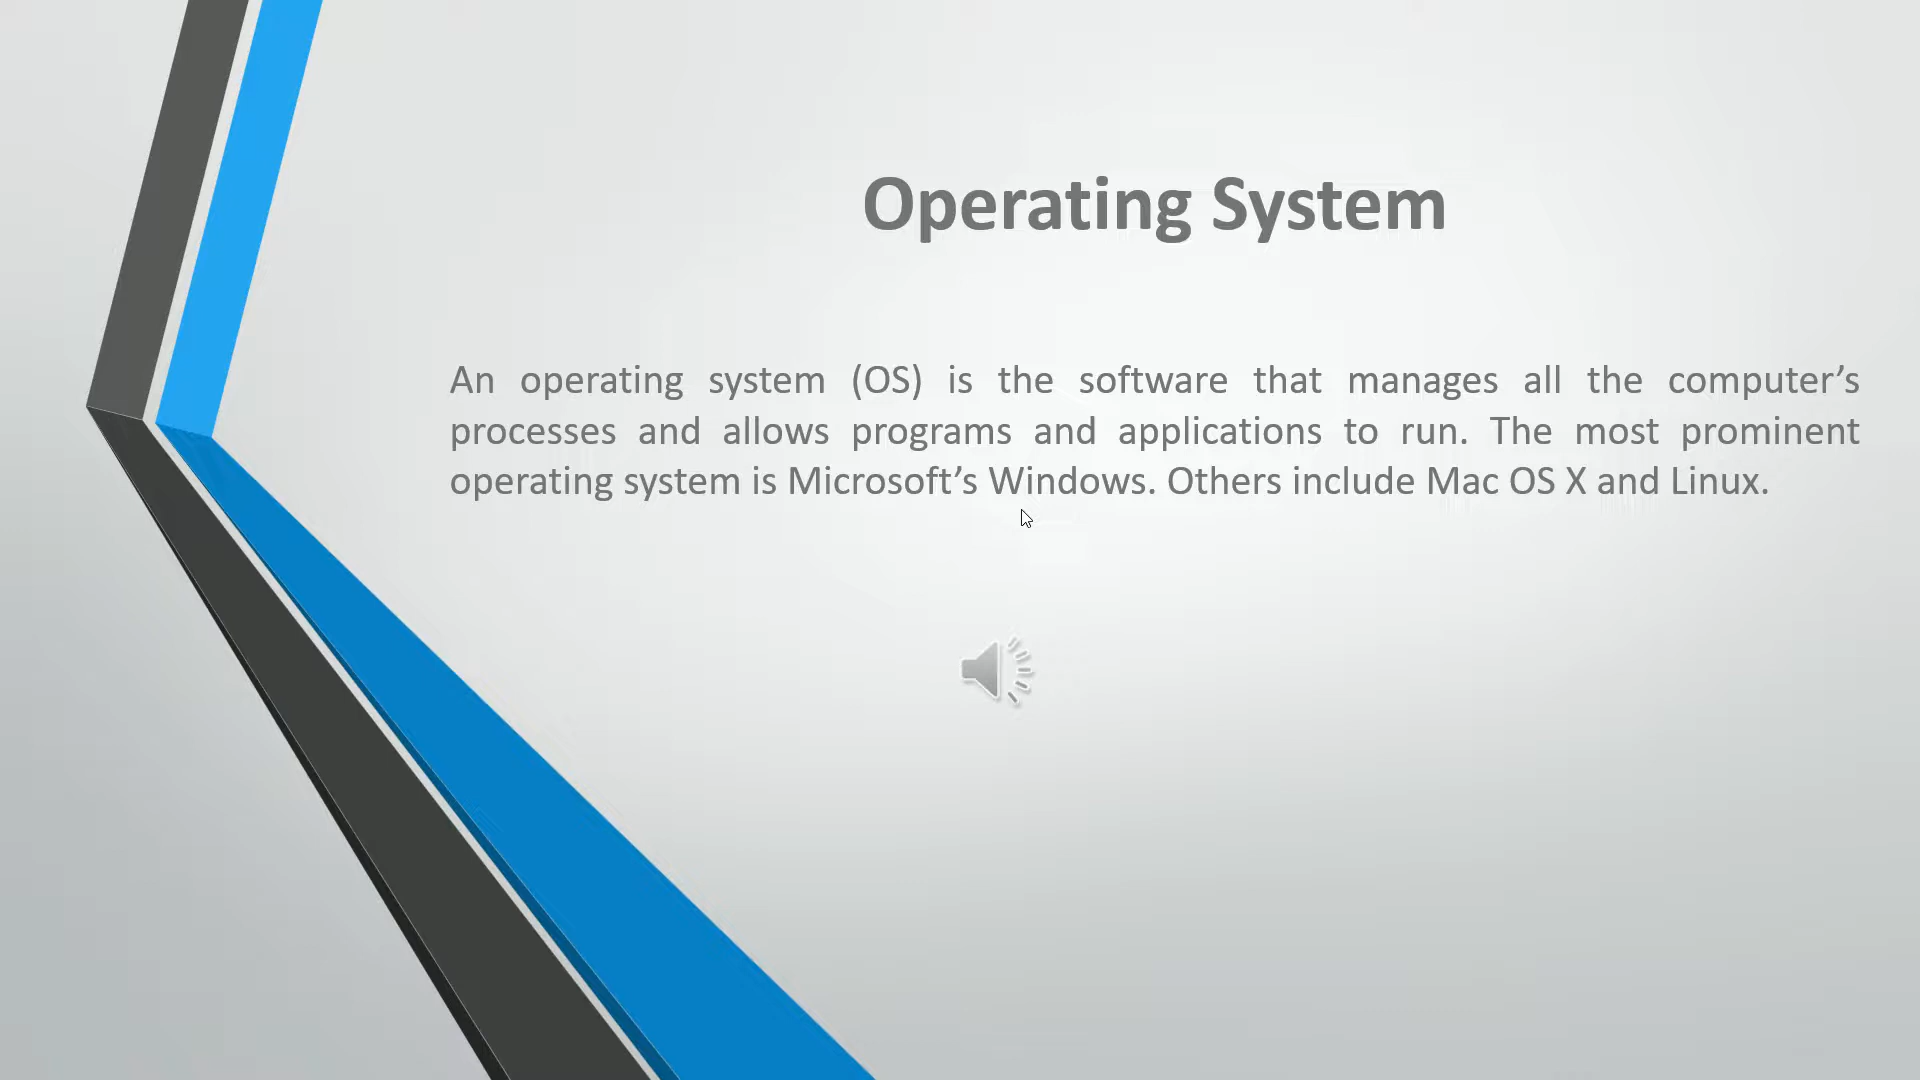 Operating System
An operating system (OS) is the software that manages all the computer’s
processes and allows programs and applications to run. The most prominent
operating system is Microsoft’s Windows. Others include Mac OS X and Linux.